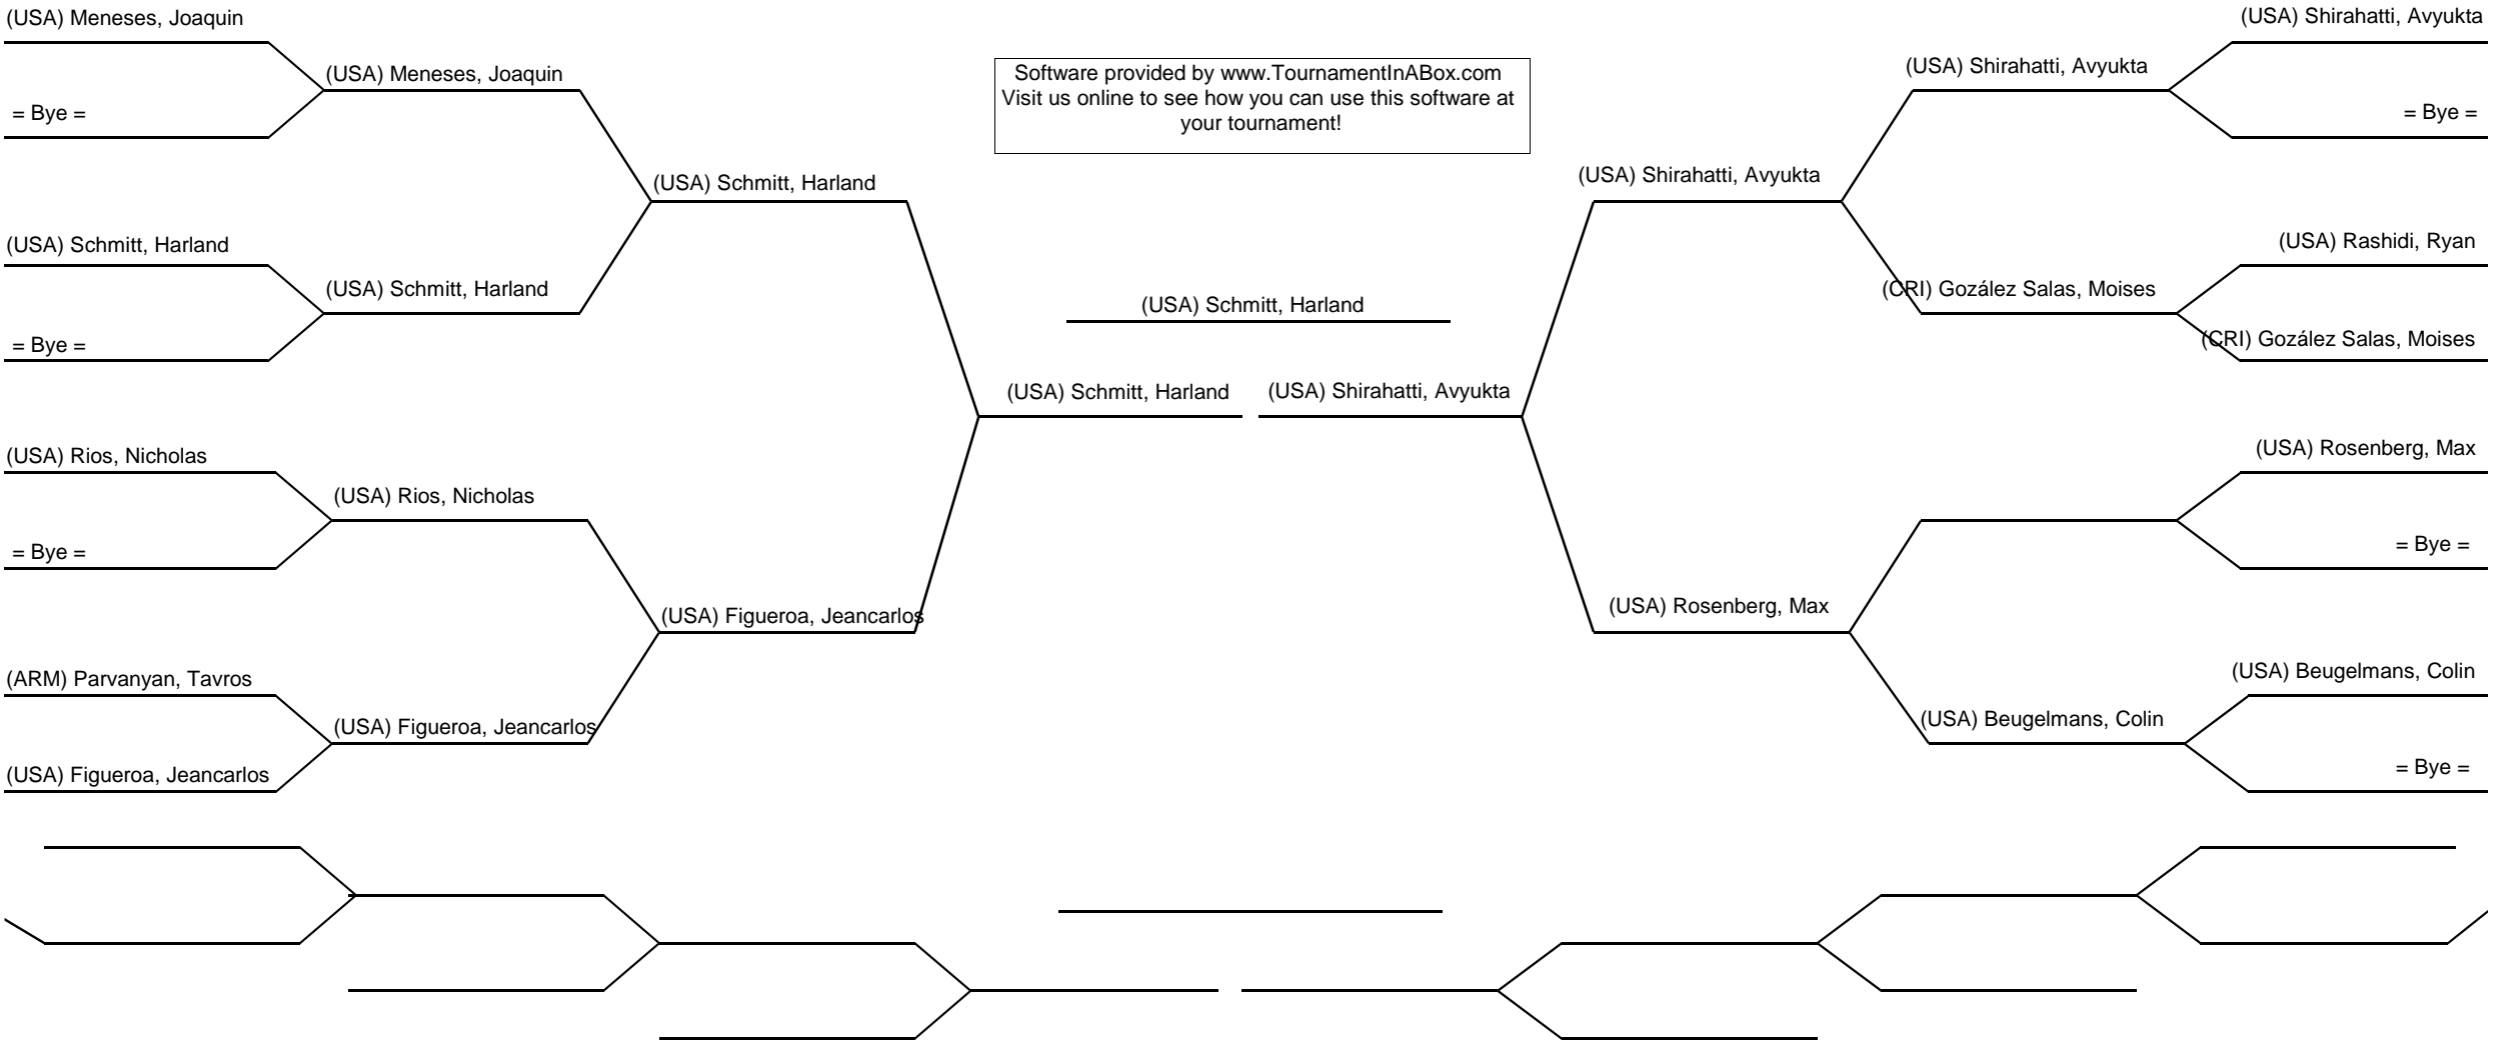 (USA) Meneses, Joaquin
= Bye =
(USA) Schmitt, Harland
= Bye =
(USA) Rios, Nicholas
= Bye =
(ARM) Parvanyan, Tavros
(USA) Figueroa, Jeancarlos
(USA) Meneses, Joaquin
(USA) Schmitt, Harland
(USA) Rios, Nicholas
(USA) Figueroa, Jeancarlos
(USA) Schmitt, Harland
(USA) Figueroa, Jeancarlos
Software provided by www.TournamentInABox.com
Visit us online to see how you can use this software at
your tournament!
(USA) Schmitt, Harland
(USA) Schmitt, Harland
(USA) Shirahatti, Avyukta
(USA) Shirahatti, Avyukta
(USA) Rosenberg, Max
(USA) Shirahatti, Avyukta
(CRI) Gozález Salas, Moises
(USA) Beugelmans, Colin
(USA) Shirahatti, Avyukta
= Bye =
(USA) Rashidi, Ryan
(CRI) Gozález Salas, Moises
(USA) Rosenberg, Max
= Bye =
(USA) Beugelmans, Colin
= Bye =